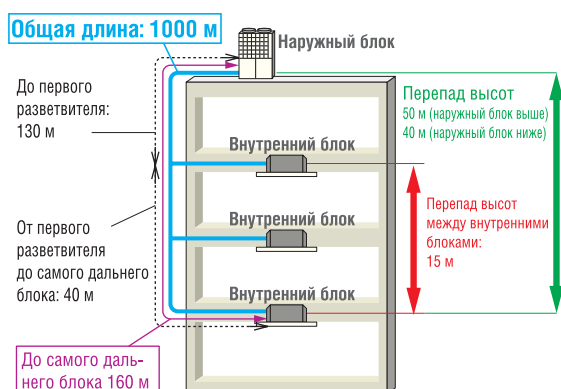 Общая длина: 1000 м
Наружный блок
До первого
разветвителя:
130 м
Перепад высот
50 м (наружный блок выше)
40 м (наружный блок ниже)
Внутренний блок
Перепад высот
между внутренними
блоками:
15 м
Внутренний блок
От первого
разветвителя
до самого дальнего
блока: 40 м
Внутренний блок
До самого даль-
него блока 160 м